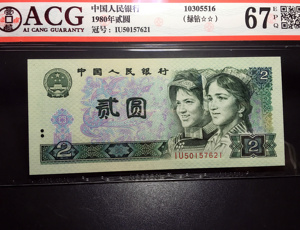 ACG
AI CANG GUARANTY
中国人民银行
1980年贰圆
冠号: IU50157621
10305516
(绿钻☆☆)
67 EPQ
中国人民银行
2
贰圆
2
2
IU50157621